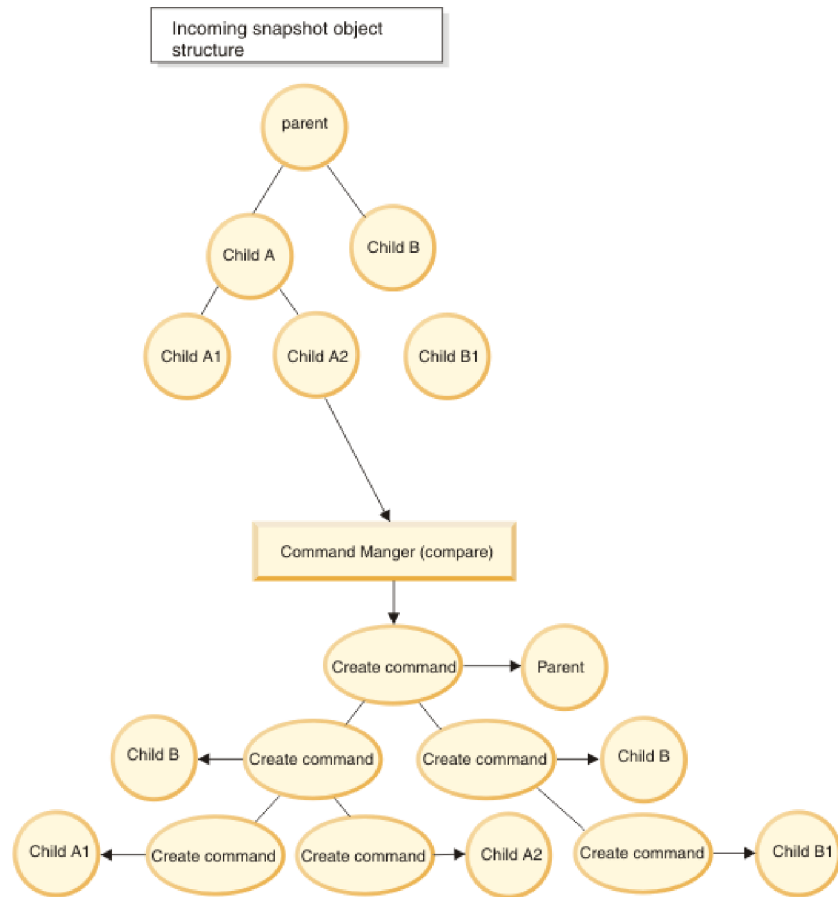 Incoming snapshot object
structure
parent
Child A
Child B
Child A1
Child A2
Child B1
Command Manger (compare)
Create command
Parent
Child B
Create command
Create command
Child B
Child A1
Create command
Create command
Child A2
Create command
Child B1